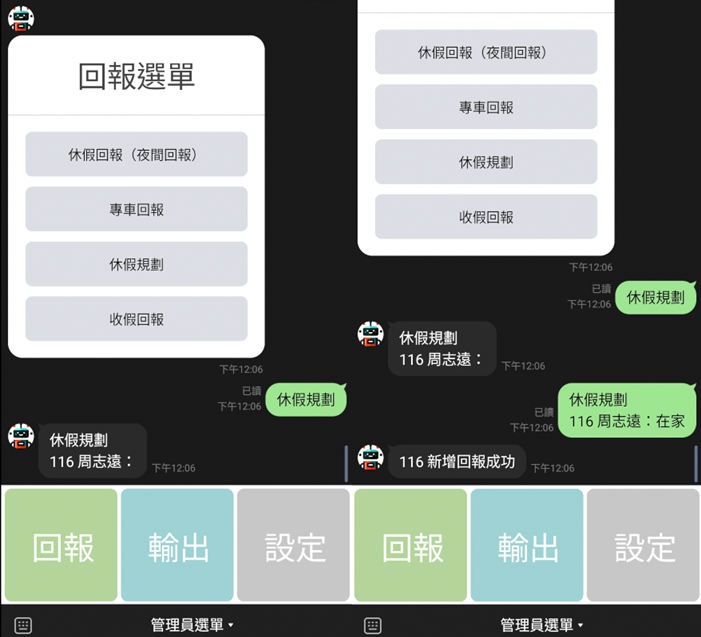 回報選單
休假回報（夜間回報）
專車回報
休假規劃
收假回報
下午12:06
已讀
下午12:06
休假規劃
休假規劃
116 周志遠：
下午12:06
回報
輸出
設定
管理員選單
休假回報（夜間回報）
專車回報
休假規劃
收假回報
下午12:06
已讀
下午12:06
休假規劃
休假規劃
116 周志遠：
下午12:06
休假規劃
已讀
116 周志遠：在家
下午12:06
116 新增回報成功
下午12:06
回報
輸出
設定
管理員選單